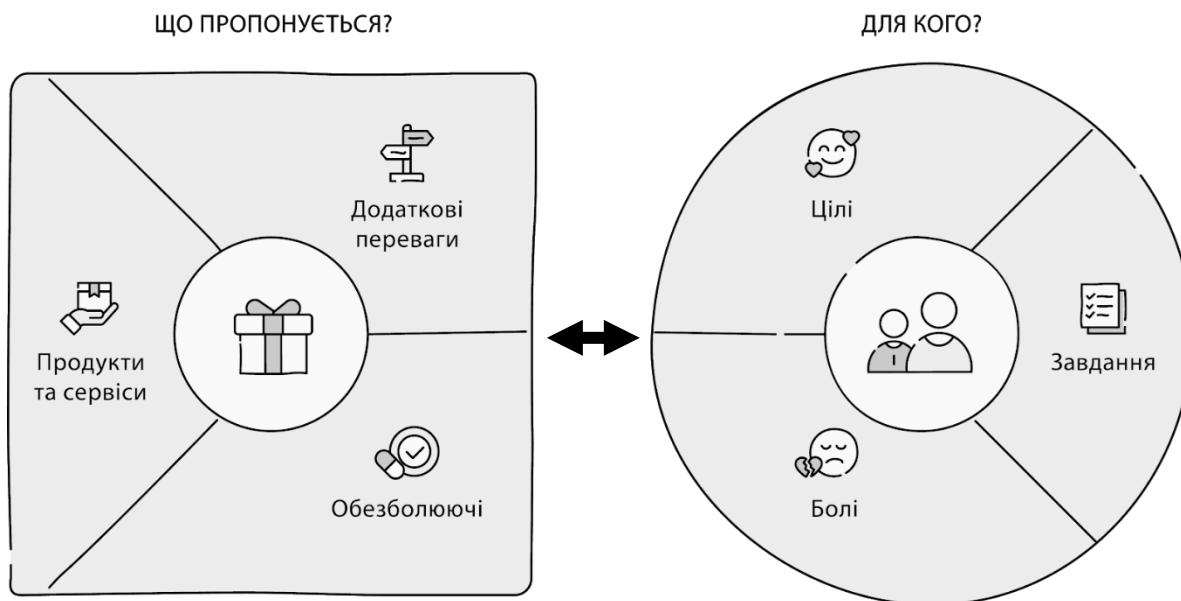 ЩО ПРОПОНУЄТЬСЯ?
ДЛЯ КОГО?
Додаткові
переваги
Продукти
та сервіси
Обезболюючі
Цілі
Завдання
Болі